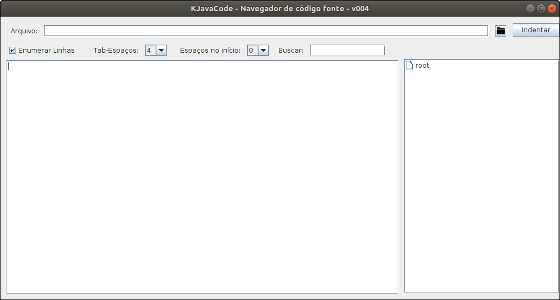 KJavaCode - Navegador de código fonte - v004
Arquivo: Indentar
Enumerar Linhas Tab-Espaços: 4 Espaços no início: 0 Buscar:
root